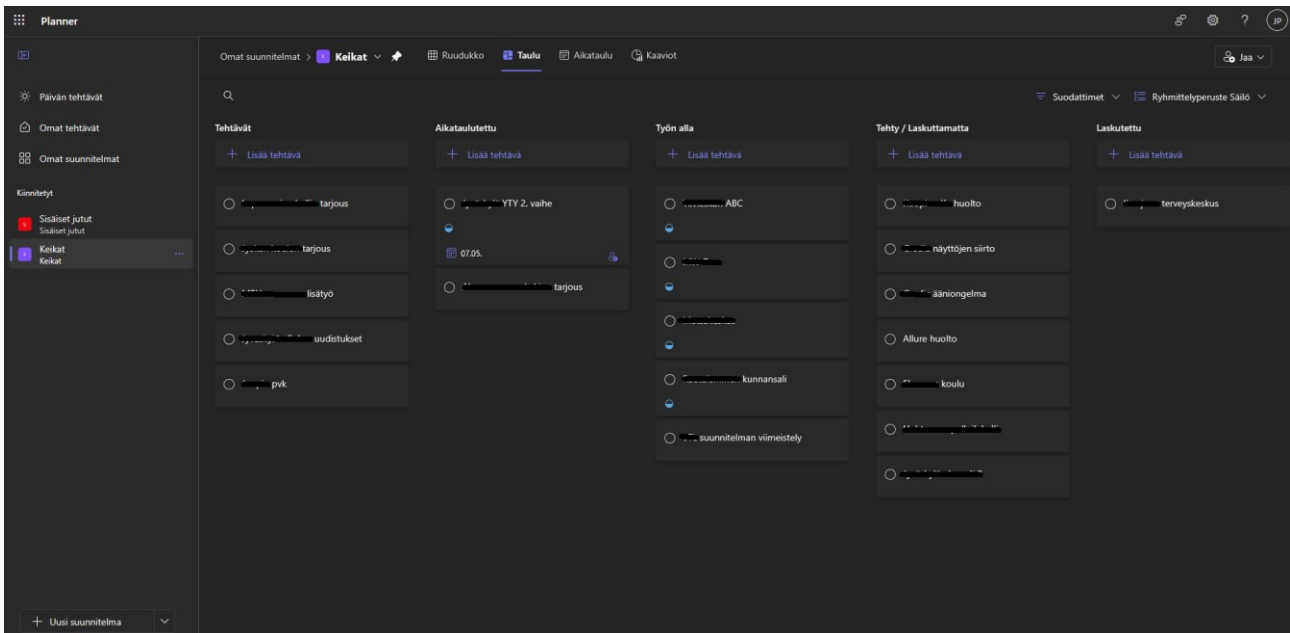 Planner
JP
Omat suunnitelmat > Keikat
Ruudukko
Taulu
Aikataulu
Kaaviot
Jaa
Päivän tehtävät
Omat tehtävät
Omat suunnitelmat
Kiinnitetyt
Sisäiset jutut
Sisäiset jutut
Keikat
Keikat
Uusi suunnitelma
Suodattimet
Ryhmittelyperuste Säilö
Tehtävät
+ Lisää tehtävä
tarjous
tarjous
lisätyö
uudistukset
pvk
Aikataulutettu
+ Lisää tehtävä
YTY 2. vaihe
07.05.
tarjous
Työn alla
+ Lisää tehtävä
ABC
kunnansali
suunnitelman viimeistely
Tehty / Laskuttamatta
+ Lisää tehtävä
huolto
näyttöjen siirto
ääniongelma
Allure huolto
koulu
Laskutettu
+ Lisää tehtävä
terveyskeskus